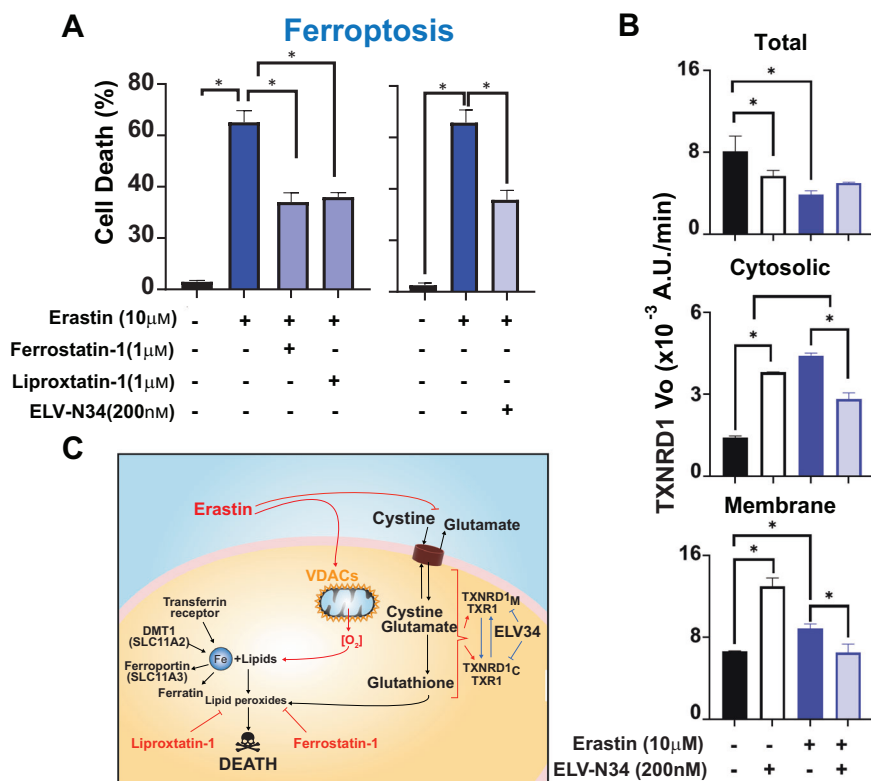 A
Ferroptosis
Cell Death (%)
80
60
40
20
0
*
*
*
*
*
Erastin (10μM) - + + + - + +
Ferrostatin-1(1μM) - - + - - - -
Liproxtatin-1(1μM) - - - + - - -
ELV-N34(200nM) - - - - - - +
B
TXNRD1 Vo (x10⁻³ A.U./min)
Total
16
8
0
*
*
Cytosolic
6
3
0
*
*
Membrane
16
8
0
*
*
*
Erastin (10μM) - - + +
ELV-N34 (200nM) - + - +
C
Erastin
Cystine
Glutamate
VDACs
[O₂]
Transferrin
receptor
DMT1
(SLC11A2)
Fe +Lipids
Ferroportin
(SLC11A3)
Ferratin
Lipid peroxides
Liproxtatin-1
Ferrostatin-1
DEATH
Cystine
Glutamate
Glutathione
TXNRD1M
TXR1
ELV34
TXNRD1C
TXR1